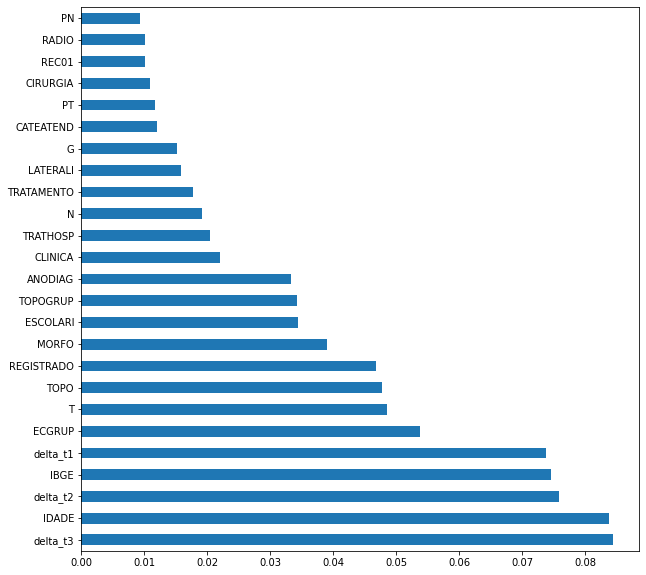 PN
RADIO
REC01
CIRURGIA
PT
CATEATEND
G
LATERALI
TRATAMENTO
N
TRATHOSP
CLINICA
ANODIAG
TOPOGRUP
ESCOLARI
MORFO
REGISTRADO
TOPO
T
ECGRUP
delta_t1
IBGE
delta_t2
IDADE
delta_t3
0.00 0.01 0.02 0.03 0.04 0.05 0.06 0.07 0.08